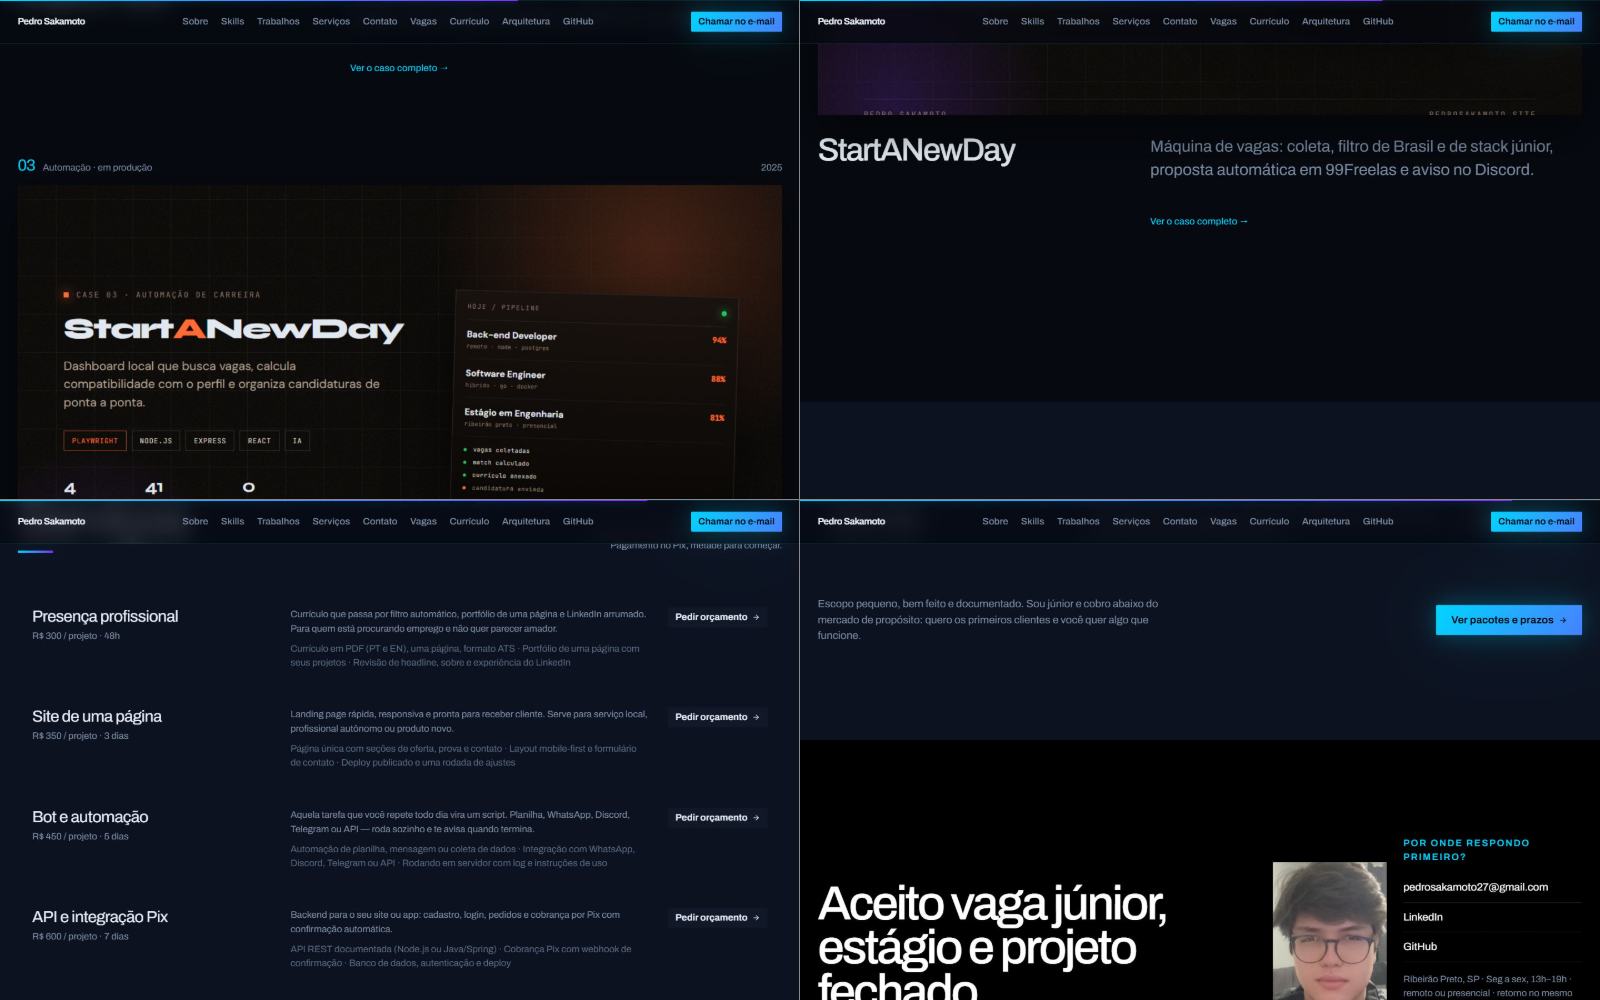 Pedro Sakamoto
Sobre Skills Trabalhos Serviços Contato Vagas Currículo Arquitetura GitHub
Chamar no e-mail
Ver o caso completo →
03 Automação · em produção
2025
CASE 03 · AUTOMAÇÃO DE CARREIRA
StartANewDay
Dashboard local que busca vagas, calcula
compatibilidade com o perfil e organiza candidaturas de
ponta a ponta.
PLAYWRIGHT NODE.JS EXPRESS REACT IA
4 41 0
HOJE / PIPELINE
Back-end Developer 94%
remoto · node · postgres
Software Engineer 88%
híbrido · go · docker
Estágio em Engenharia 81%
ribeirão preto · presencial
vagas coletadas
match calculado
currículo anexado
candidatura enviada
Pedro Sakamoto
Sobre Skills Trabalhos Serviços Contato Vagas Currículo Arquitetura GitHub
Chamar no e-mail
PEDRO SAKAMOTO
PEDROSAKAMOTO.SITE
StartANewDay
Máquina de vagas: coleta, filtro de Brasil e de stack júnior,
proposta automática em 99Freelas e aviso no Discord.
Ver o caso completo →
Pedro Sakamoto
Sobre Skills Trabalhos Serviços Contato Vagas Currículo Arquitetura GitHub
Chamar no e-mail
Pagamento no Pix, metade para começar.
Presença profissional
R$ 300 / projeto · 48h
Currículo que passa por filtro automático, portfólio de uma página e LinkedIn arrumado.
Para quem está procurando emprego e não quer parecer amador.
Currículo em PDF (PT e EN), uma página, formato ATS · Portfólio de uma página com
seus projetos · Revisão de headline, sobre e experiência do LinkedIn
Pedir orçamento →
Site de uma página
R$ 350 / projeto · 3 dias
Landing page rápida, responsiva e pronta para receber cliente. Serve para serviço local,
profissional autônomo ou produto novo.
Página única com seções de oferta, prova e contato · Layout mobile-first e formulário
de contato · Deploy publicado e uma rodada de ajustes
Pedir orçamento →
Bot e automação
R$ 450 / projeto · 5 dias
Aquela tarefa que você repete todo dia vira um script. Planilha, WhatsApp, Discord,
Telegram ou API — roda sozinho e te avisa quando termina.
Automação de planilha, mensagem ou coleta de dados · Integração com WhatsApp,
Discord, Telegram ou API · Rodando em servidor com log e instruções de uso
Pedir orçamento →
API e integração Pix
R$ 600 / projeto · 7 dias
Backend para o seu site ou app: cadastro, login, pedidos e cobrança por Pix com
confirmação automática.
API REST documentada (Node.js ou Java/Spring) · Cobrança Pix com webhook de
confirmação · Banco de dados, autenticação e deploy
Pedir orçamento →
Pedro Sakamoto
Sobre Skills Trabalhos Serviços Contato Vagas Currículo Arquitetura GitHub
Chamar no e-mail
Escopo pequeno, bem feito e documentado. Sou júnior e cobro abaixo do
mercado de propósito: quero os primeiros clientes e você quer algo que
funcione.
Ver pacotes e prazos →
Aceito vaga júnior,
estágio e projeto
fechado
POR ONDE RESPONDO
PRIMEIRO?
pedrosakamoto27@gmail.com
LinkedIn
GitHub
Ribeirão Preto, SP · Seg a sex, 13h–19h ·
remoto ou presencial · retorno no mesmo